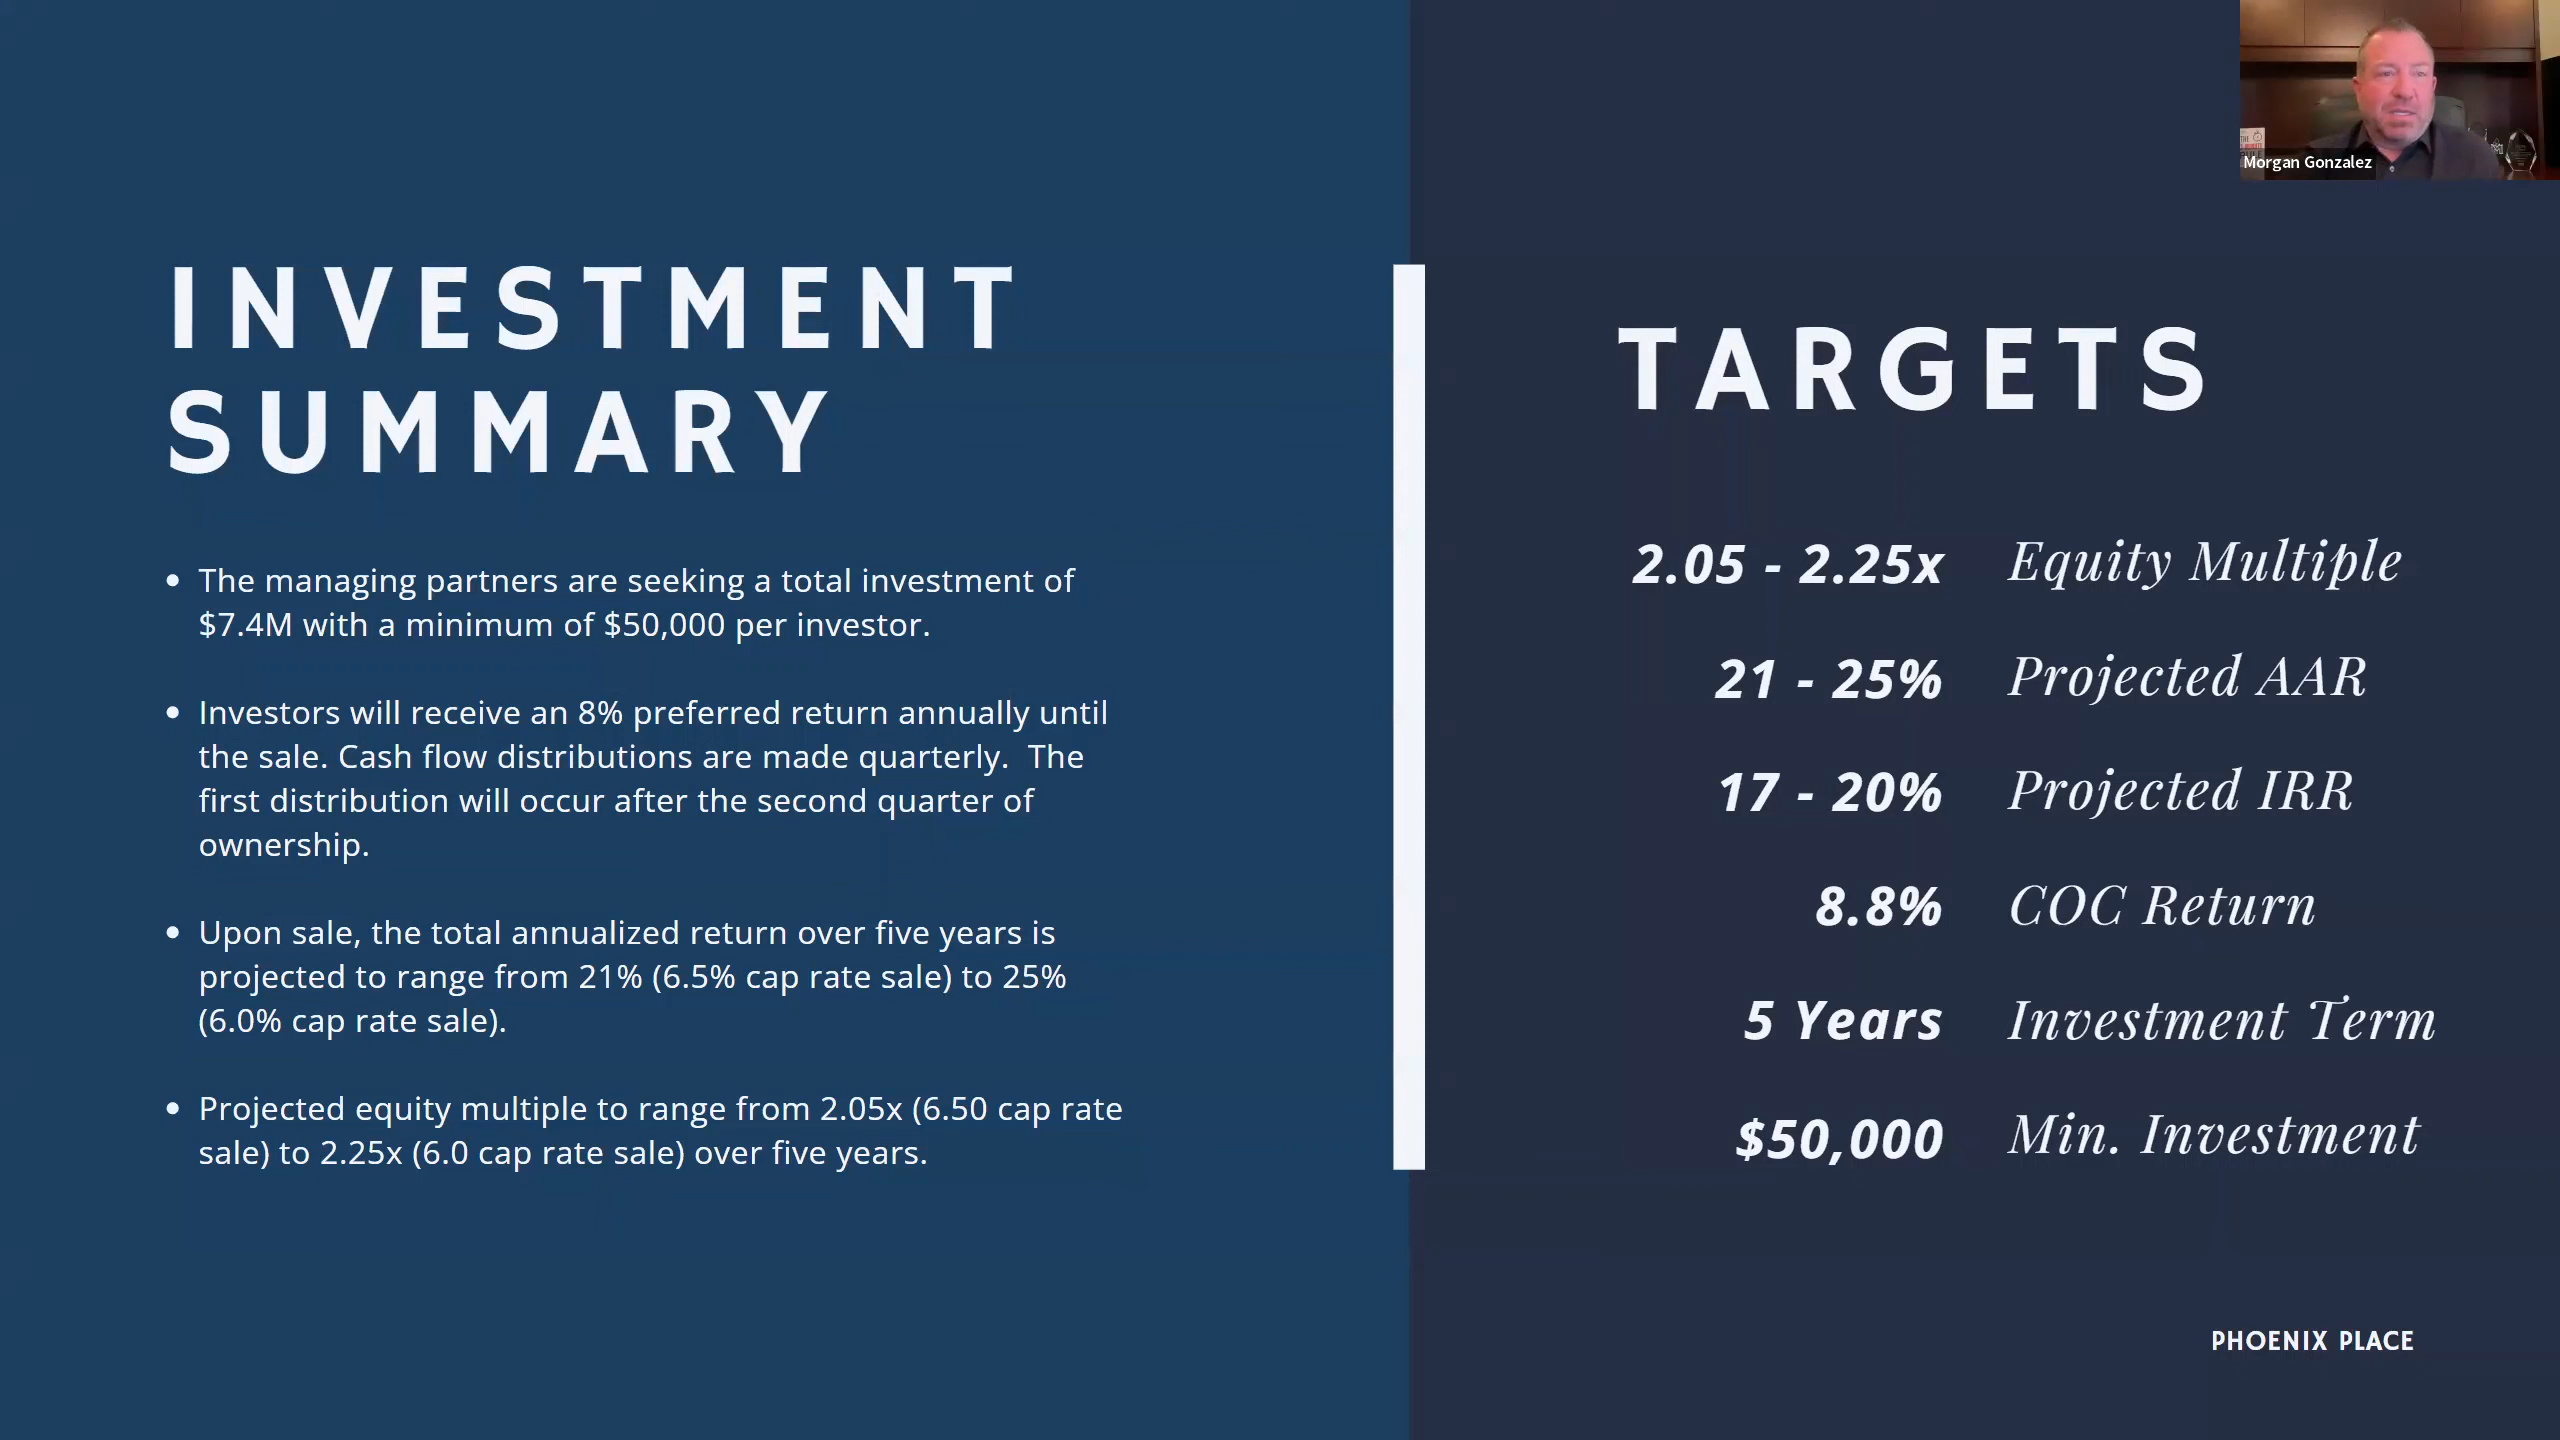 Morgan Gonzalez
INVESTMENT
SUMMARY
• The managing partners are seeking a total investment of
$7.4M with a minimum of $50,000 per investor.
• Investors will receive an 8% preferred return annually until
the sale. Cash flow distributions are made quarterly.  The
first distribution will occur after the second quarter of
ownership.
• Upon sale, the total annualized return over five years is
projected to range from 21% (6.5% cap rate sale) to 25%
(6.0% cap rate sale).
• Projected equity multiple to range from 2.05x (6.50 cap rate
sale) to 2.25x (6.0 cap rate sale) over five years.
TARGETS
2.05 - 2.25x Equity Multiple
21 - 25% Projected AAR
17 - 20% Projected IRR
8.8% COC Return
5 Years Investment Term
$50,000 Min. Investment
PHOENIX PLACE